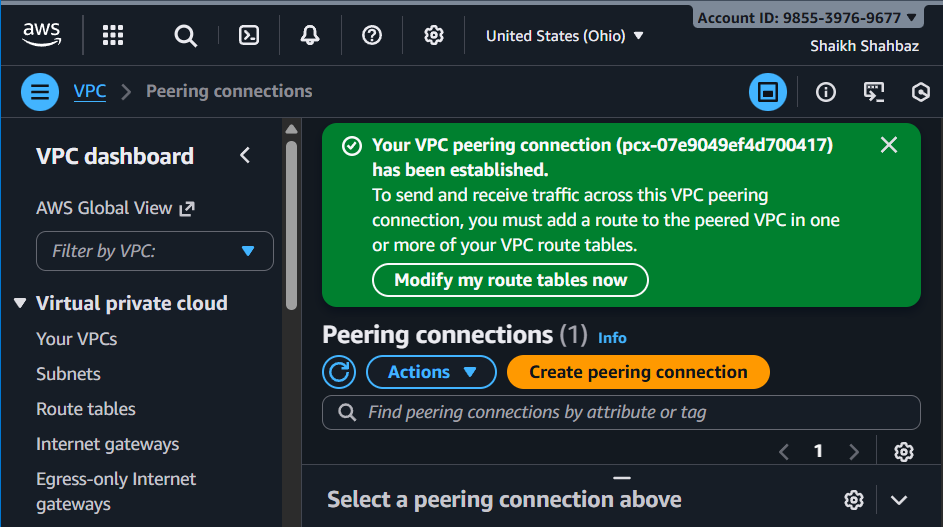 aws
United States (Ohio)
Account ID: 9855-3976-9677
Shaikh Shahbaz
VPC
Peering connections
VPC dashboard
AWS Global View
Filter by VPC:
Virtual private cloud
Your VPCs
Subnets
Route tables
Internet gateways
Egress-only Internet
gateways
Your VPC peering connection (pcx-07e9049ef4d700417)
has been established.
To send and receive traffic across this VPC peering
connection, you must add a route to the peered VPC in one
or more of your VPC route tables.
Modify my route tables now
Peering connections (1) Info
Actions
Create peering connection
Find peering connections by attribute or tag
1
Select a peering connection above